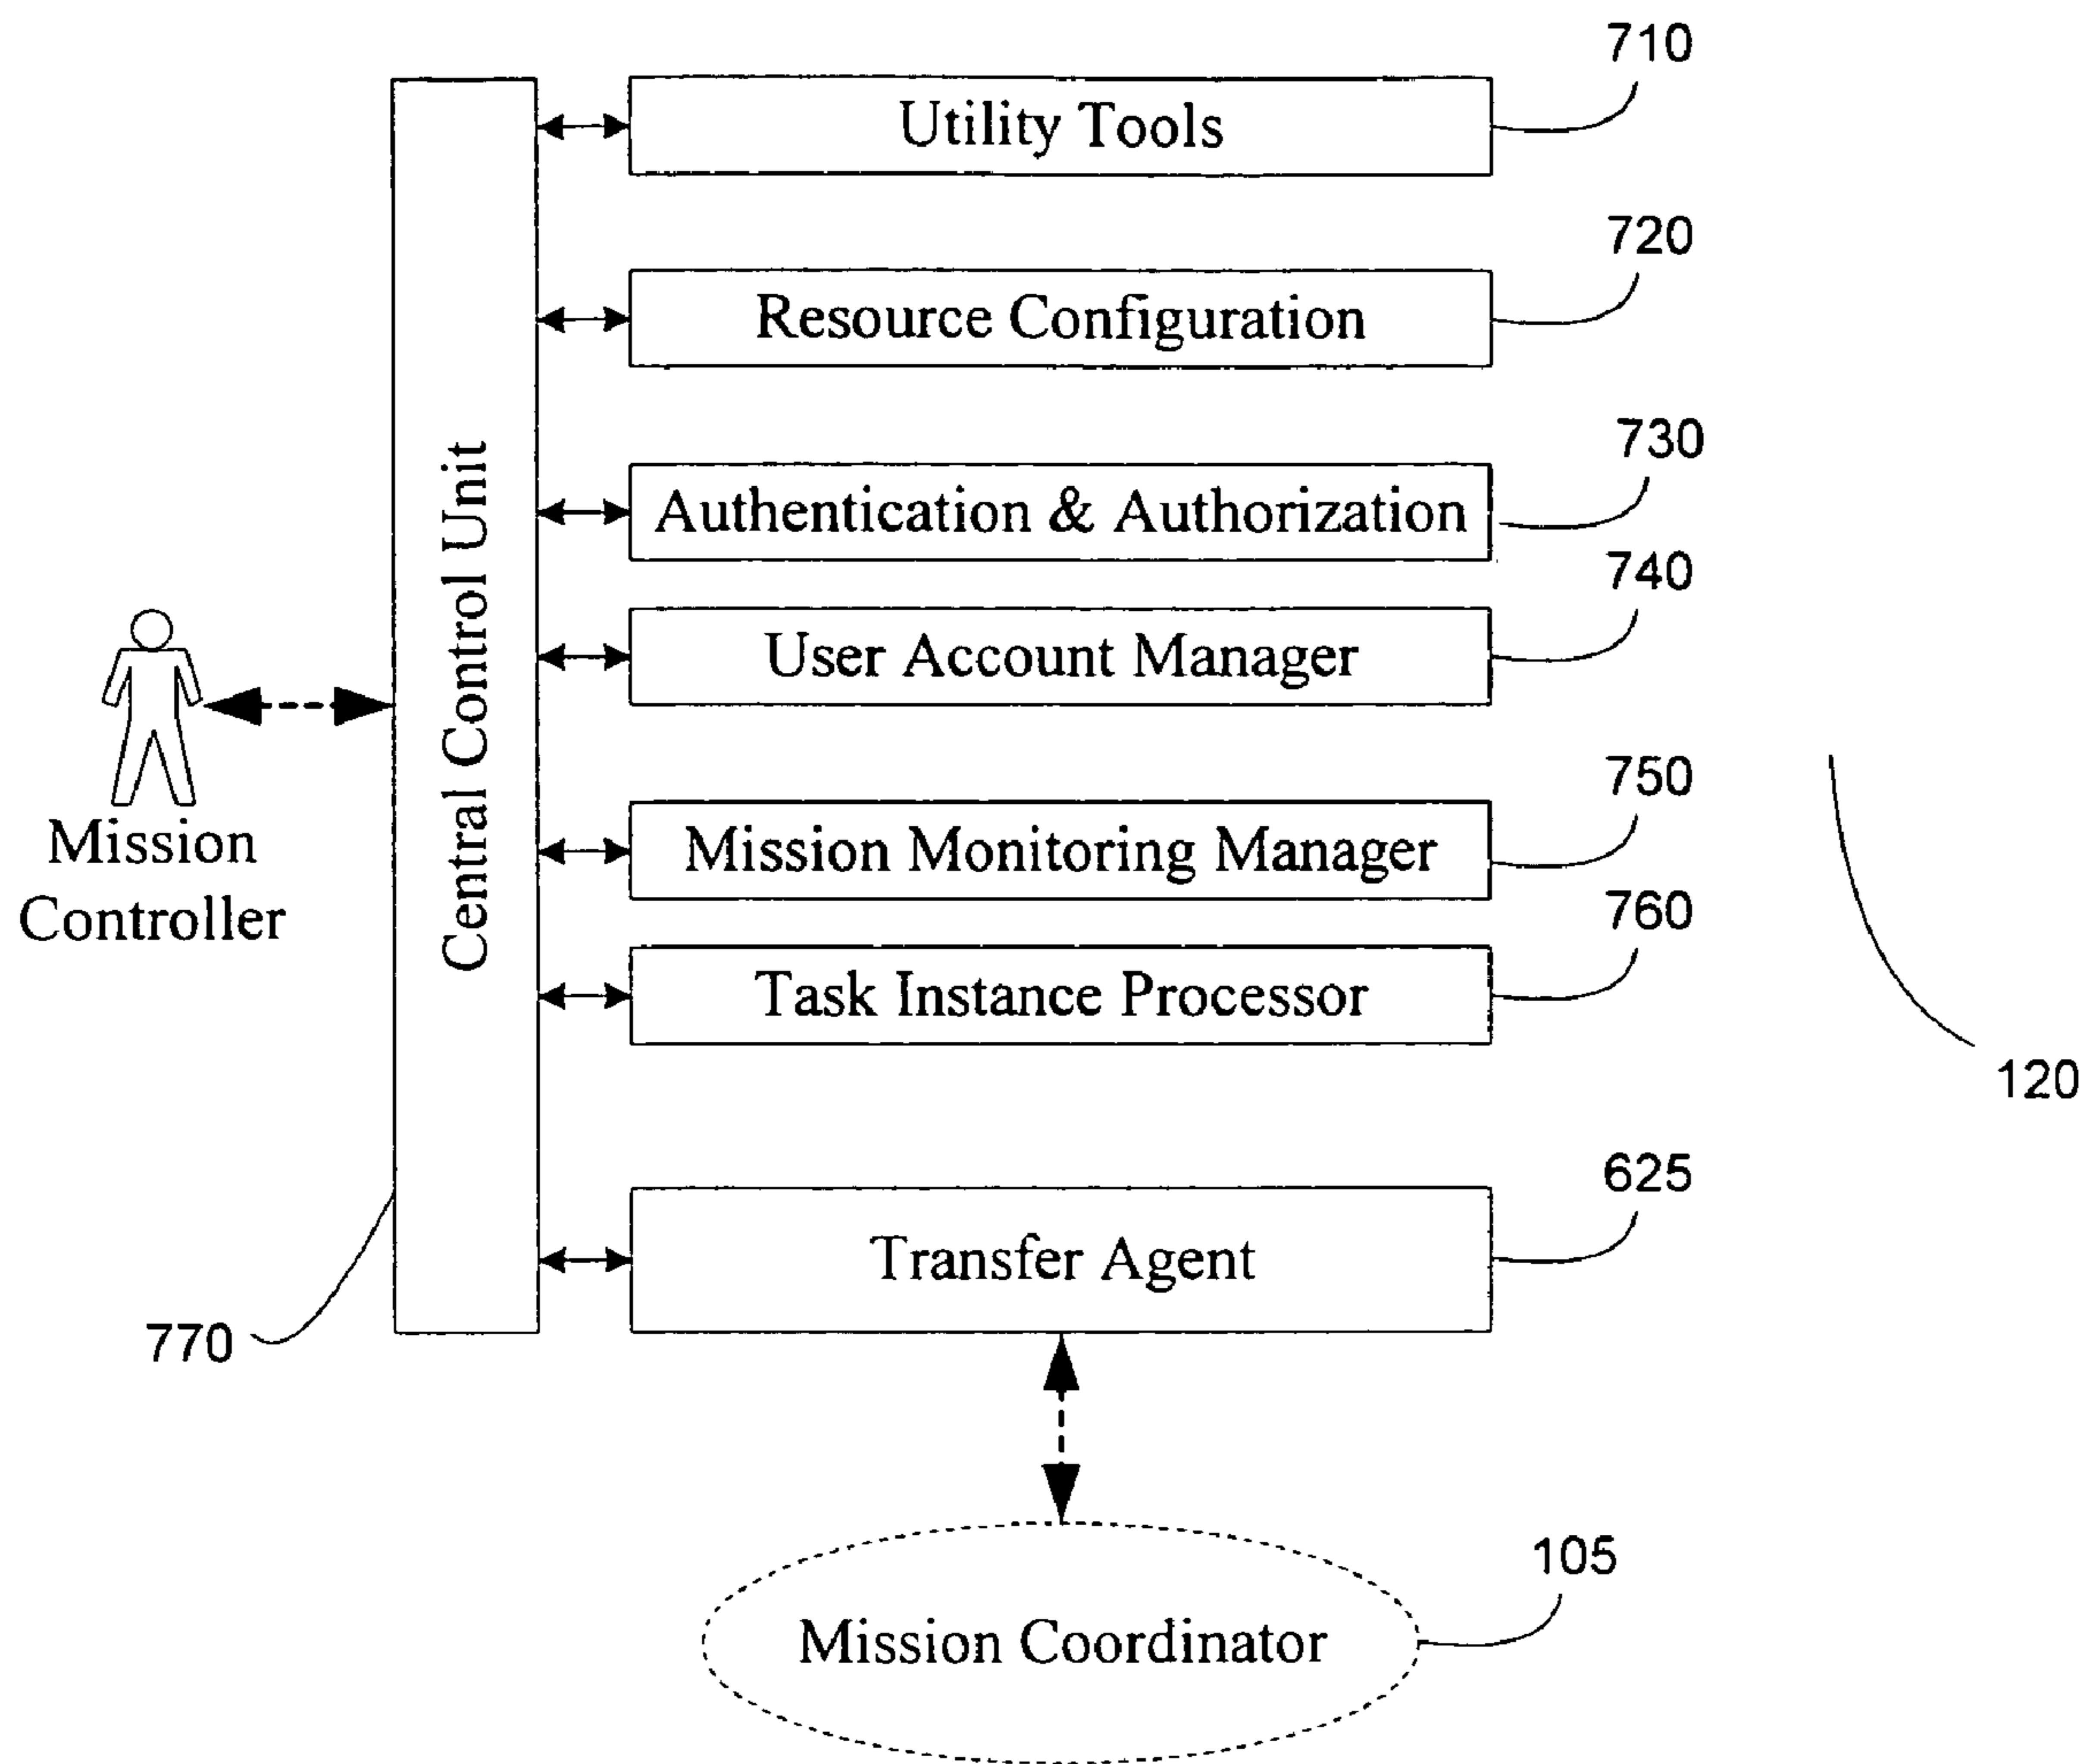 710
Utility Tools
720
Resource Configuration
730
Authentication & Authorization
740
User Account Manager
Central Control Unit
750
Mission Monitoring Manager
Mission
Controller
760
Task Instance Processor
120
625
Transfer Agent
770
105
Mission Coordinator